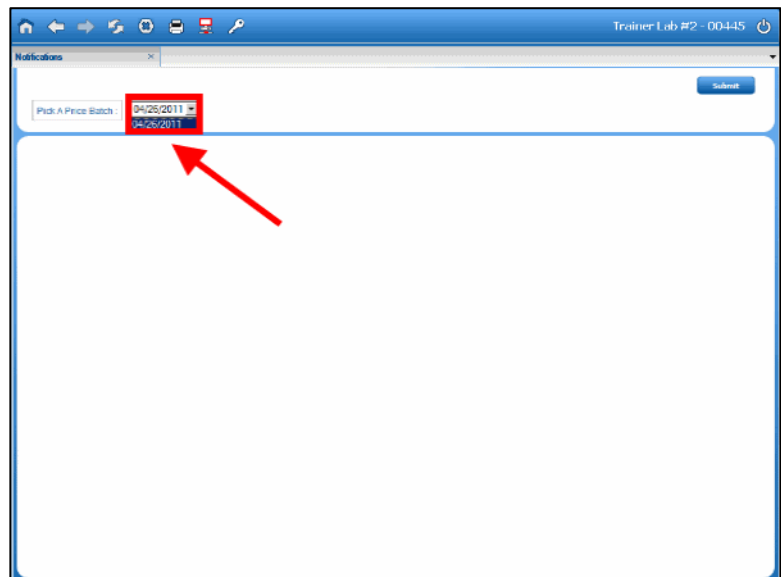 Trainer Lab #2 - 00445
Notifications
Submit
Pick A Price Batch :
04/26/2011
04/26/2011